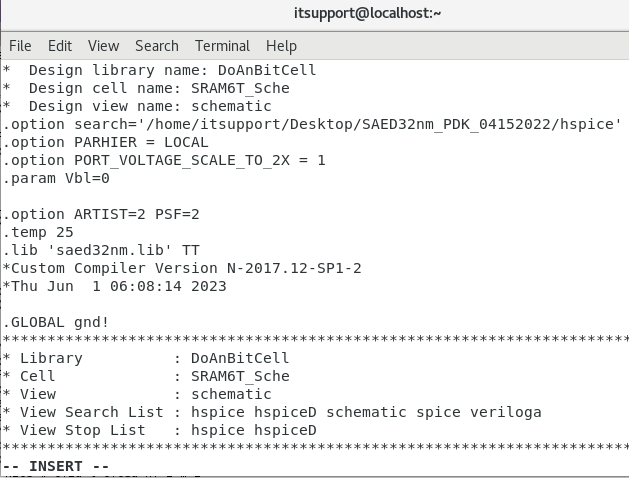 itsupport@localhost:~
File Edit View Search Terminal Help
*  Design library name: DoAnBitCell
*  Design cell name: SRAM6T_Sche
*  Design view name: schematic
.option search='/home/itsupport/Desktop/SAED32nm_PDK_04152022/hspice'
.option PARHIER = LOCAL
.option PORT_VOLTAGE_SCALE_TO_2X = 1
.param Vbl=0
.option ARTIST=2 PSF=2
.temp 25
.lib 'saed32nm.lib' TT
*Custom Compiler Version N-2017.12-SP1-2
*Thu Jun  1 06:08:14 2023
.GLOBAL gnd!
**********************************************************************
* Library          : DoAnBitCell
* Cell             : SRAM6T_Sche
* View             : schematic
* View Search List : hspice hspiceD schematic spice veriloga
* View Stop List   : hspice hspiceD
**********************************************************************
-- INSERT --